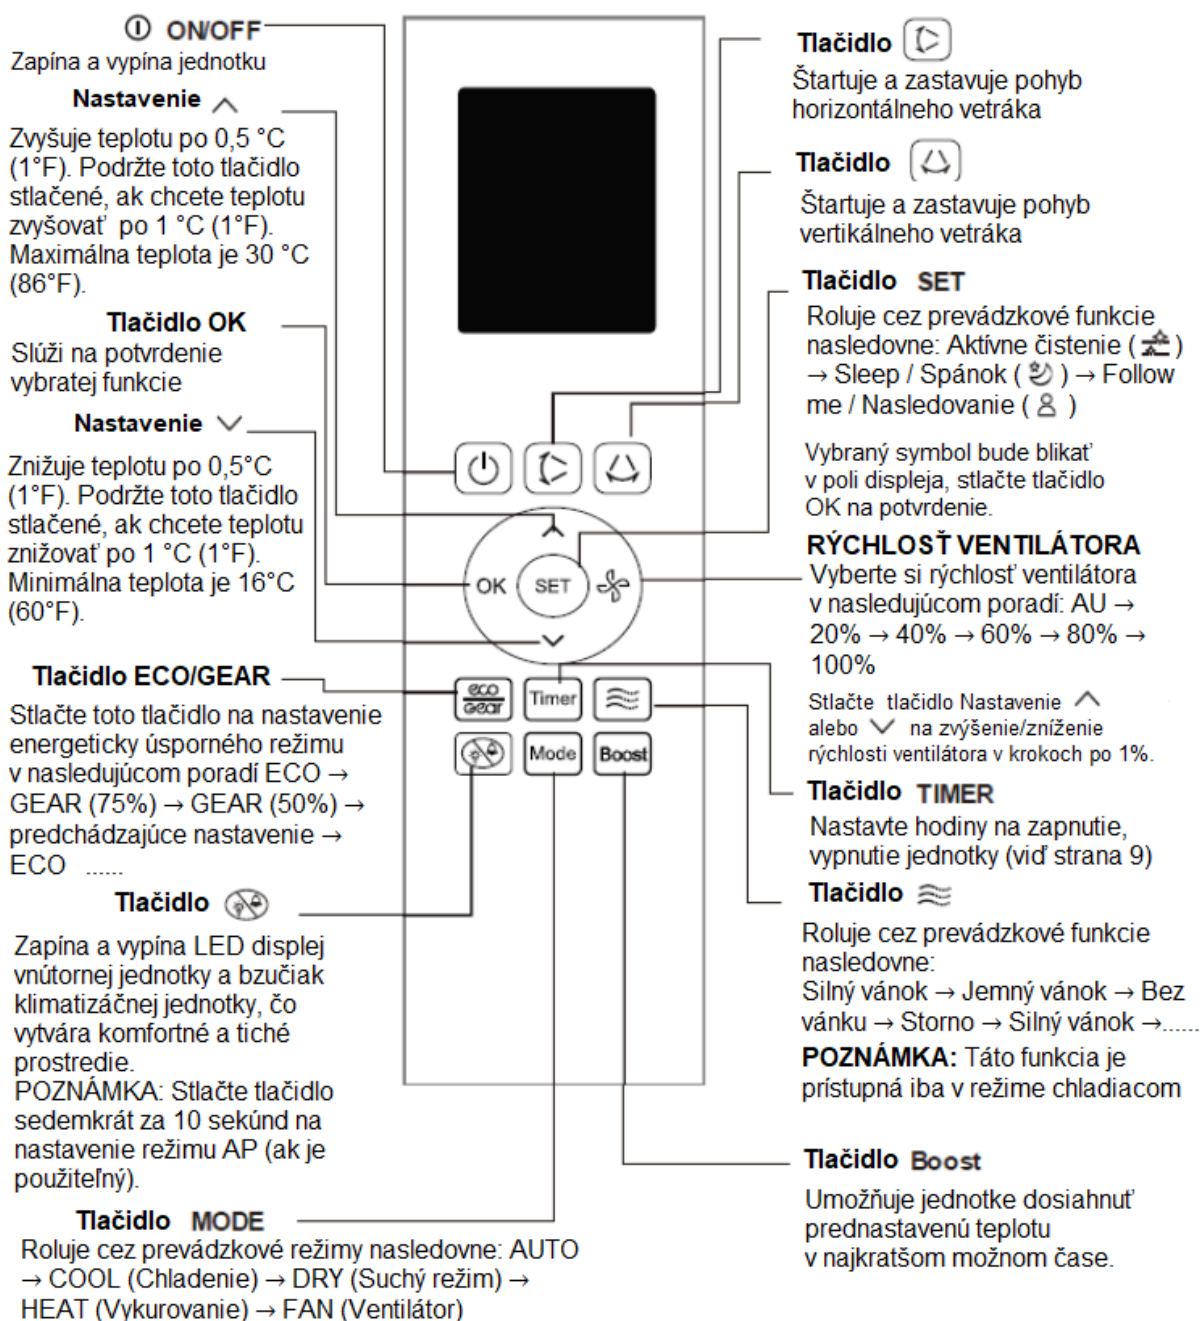 ON/OFF
Zapína a vypína jednotku
Nastavenie
Zvyšuje teplotu po 0,5 °C
(1°F). Podržte toto tlačidlo
stlačené, ak chcete teplotu
zvyšovať po 1 °C (1°F).
Maximálna teplota je 30 °C
(86°F).
Tlačidlo OK
Slúži na potvrdenie
vybratej funkcie
Nastavenie
Znižuje teplotu po 0,5°C
(1°F). Podržte toto tlačidlo
stlačené, ak chcete teplotu
znižovať po 1 °C (1°F).
Minimálna teplota je 16°C
(60°F).
Tlačidlo ECO/GEAR
Stlačte toto tlačidlo na nastavenie
energeticky úsporného režimu
v nasledujúcom poradí ECO →
GEAR (75%) → GEAR (50%) →
predchádzajúce nastavenie →
ECO ......
Tlačidlo
Zapína a vypína LED displej
vnútornej jednotky a bzučiak
klimatizáčnej jednotky, čo
vytvára komfortné a tiché
prostredie.
POZNÁMKA: Stlačte tlačidlo
sedemkrát za 10 sekúnd na
nastavenie režimu AP (ak je
použiteľný).
Tlačidlo MODE
Roluje cez prevádzkové režimy nasledovne: AUTO
→ COOL (Chladenie) → DRY (Suchý režim) →
HEAT (Vykurovanie) → FAN (Ventilátor)
OK
SET
eco
gear
Timer
Mode
Boost
Tlačidlo
Štartuje a zastavuje pohyb
horizontálneho vetráka
Tlačidlo
Štartuje a zastavuje pohyb
vertikálneho vetráka
Tlačidlo SET
Roluje cez prevádzkové funkcie
nasledovne: Aktívne čistenie ( )
→ Sleep / Spánok ( ) → Follow
me / Nasledovanie ( )
Vybraný symbol bude blikať
v poli displeja, stlačte tlačidlo
OK na potvrdenie.
RÝCHLOSŤ VENTILÁTORA
Vyberte si rýchlosť ventilátora
v nasledujúcom poradí: AU →
20% → 40% → 60% → 80% →
100%
Stlačte tlačidlo Nastavenie
alebo na zvýšenie/zníženie
rýchlosti ventilátora v krokoch po 1%.
Tlačidlo TIMER
Nastavte hodiny na zapnutie,
vypnutie jednotky (viď strana 9)
Tlačidlo
Roluje cez prevádzkové funkcie
nasledovne:
Silný vánok → Jemný vánok → Bez
vánku → Storno → Silný vánok →......
POZNÁMKA: Táto funkcia je
prístupná iba v režime chladiacom
Tlačidlo Boost
Umožňuje jednotke dosiahnuť
prednastavenú teplotu
v najkratšom možnom čase.